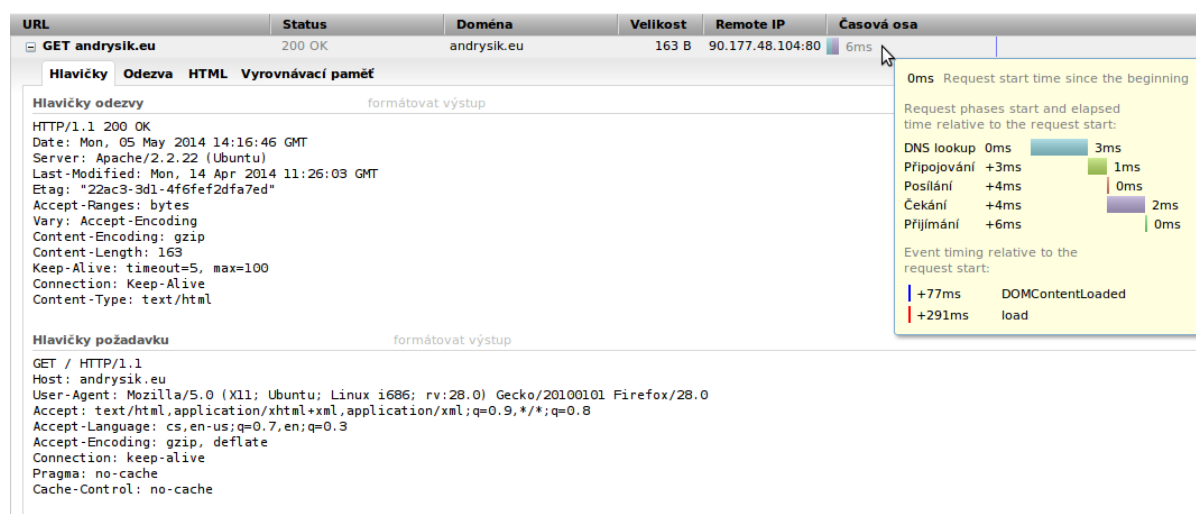 URL Status Doména Velikost Remote IP Časová osa
GET andrysik.eu 200 OK andrysik.eu 163 B 90.177.48.104:80 6ms
Hlavičky Odezva HTML Vyrovnávací paměť
Hlavičky odezvy formátovat výstup
HTTP/1.1 200 OK
Date: Mon, 05 May 2014 14:16:46 GMT
Server: Apache/2.2.22 (Ubuntu)
Last-Modified: Mon, 14 Apr 2014 11:26:03 GMT
Etag: "22ac3-3d1-4f6fef2dfa7ed"
Accept-Ranges: bytes
Vary: Accept-Encoding
Content-Encoding: gzip
Content-Length: 163
Keep-Alive: timeout=5, max=100
Connection: Keep-Alive
Content-Type: text/html
Hlavičky požadavku formátovat výstup
GET / HTTP/1.1
Host: andrysik.eu
User-Agent: Mozilla/5.0 (X11; Ubuntu; Linux i686; rv:28.0) Gecko/20100101 Firefox/28.0
Accept: text/html,application/xhtml+xml,application/xml;q=0.9,*/*;q=0.8
Accept-Language: cs,en-us;q=0.7,en;q=0.3
Accept-Encoding: gzip, deflate
Connection: keep-alive
Pragma: no-cache
Cache-Control: no-cache
0ms Request start time since the beginning
Request phases start and elapsed
time relative to the request start:
DNS lookup 0ms 3ms
Připojování +3ms 1ms
Posílání +4ms 0ms
Čekání +4ms 2ms
Přijímání +6ms 0ms
Event timing relative to the
request start:
+77ms DOMContentLoaded
+291ms load